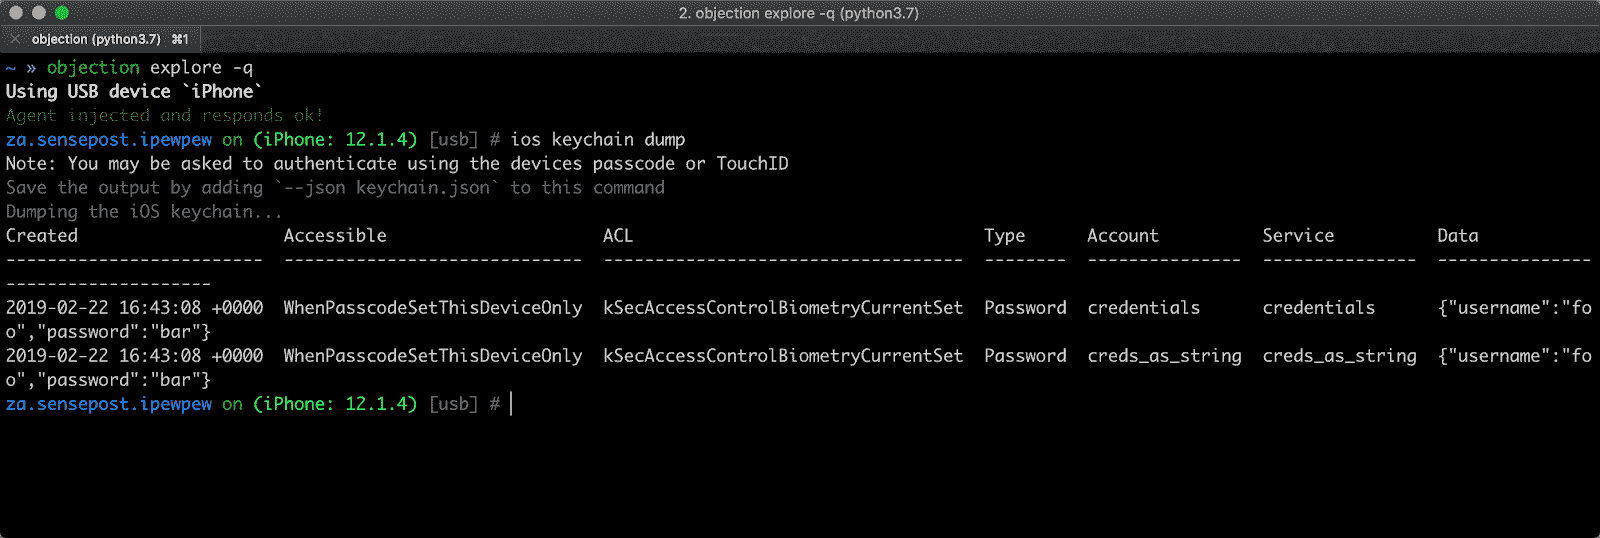 2. objection explore -q (python3.7)
× objection (python3.7) ⌘1
~ » objection explore -q
Using USB device `iPhone`
Agent injected and responds ok!
za.sensepost.ipewpew on (iPhone: 12.1.4) [usb] # ios keychain dump
Note: You may be asked to authenticate using the devices passcode or TouchID
Save the output by adding `--json keychain.json` to this command
Dumping the iOS keychain...
Created                    Accessible                     ACL                                  Type      Account          Service          Data
-------------------------  -----------------------------  -----------------------------------  --------  ---------------  ---------------  ---------------
--------------------
2019-02-22 16:43:08 +0000  WhenPasscodeSetThisDeviceOnly  kSecAccessControlBiometryCurrentSet  Password  credentials      credentials      {"username":"fo
o","password":"bar"}
2019-02-22 16:43:08 +0000  WhenPasscodeSetThisDeviceOnly  kSecAccessControlBiometryCurrentSet  Password  creds_as_string  creds_as_string  {"username":"fo
o","password":"bar"}
za.sensepost.ipewpew on (iPhone: 12.1.4) [usb] #